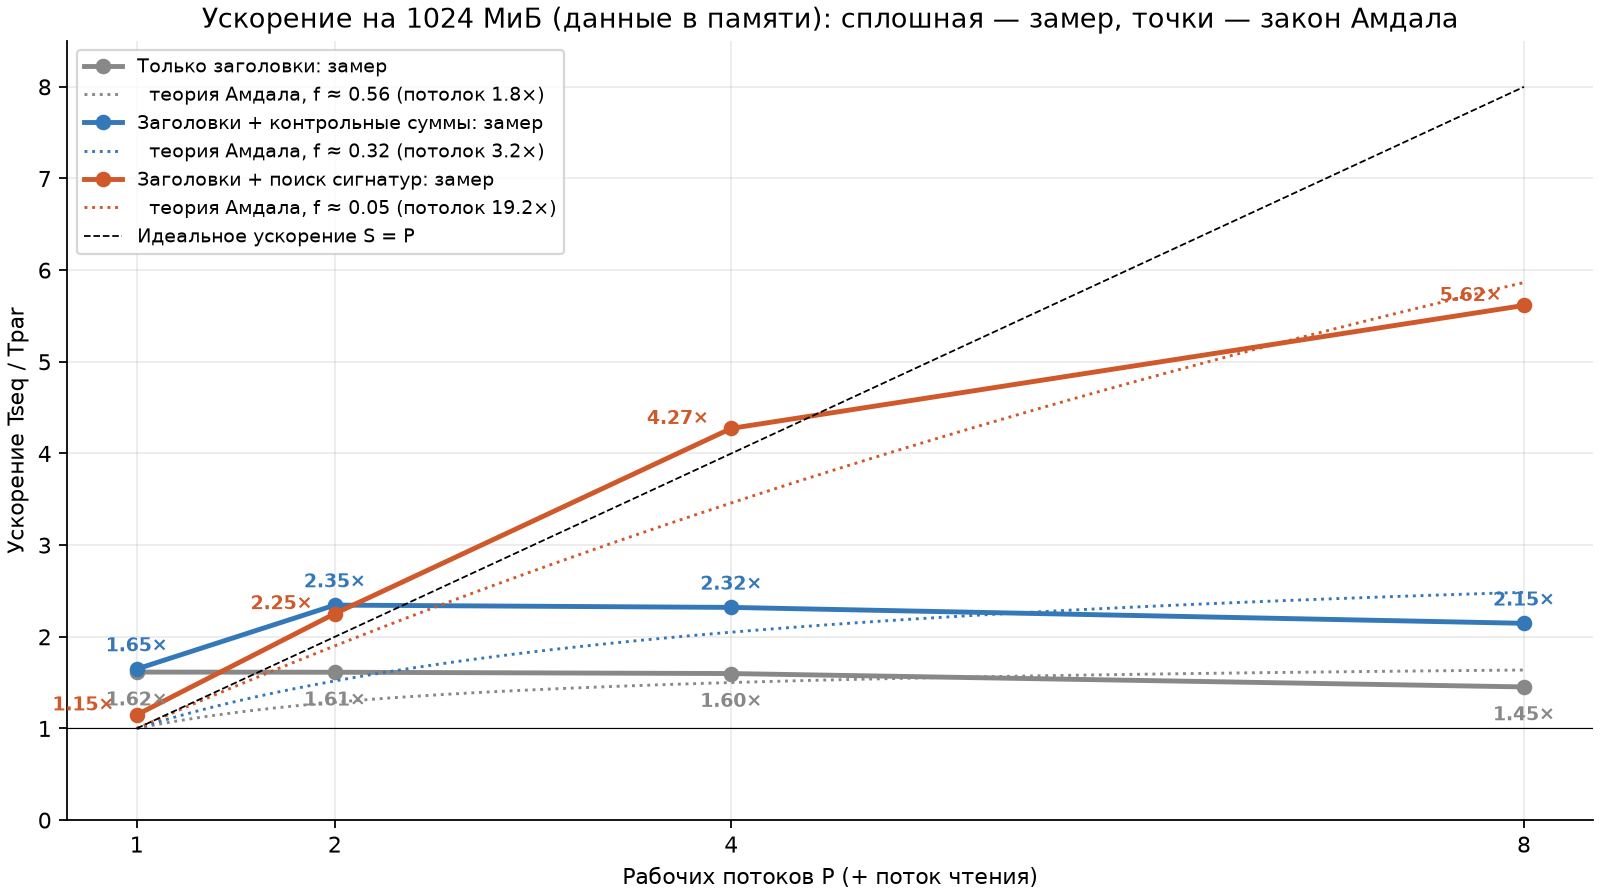 Ускорение на 1024 МиБ (данные в памяти): сплошная — замер, точки — закон Амдала
Только заголовки: замер
теория Амдала, f ≈ 0.56 (потолок 1.8×)
Заголовки + контрольные суммы: замер
теория Амдала, f ≈ 0.32 (потолок 3.2×)
Заголовки + поиск сигнатур: замер
теория Амдала, f ≈ 0.05 (потолок 19.2×)
Идеальное ускорение S = P
Ускорение Tseq / Tpar
8
7
6
5
4
3
2
1
0
5.62×
4.27×
2.35×
2.32×
2.25×
2.15×
1.65×
1.15×
1.62×
1.61×
1.60×
1.45×
1
2
4
8
Рабочих потоков P (+ поток чтения)